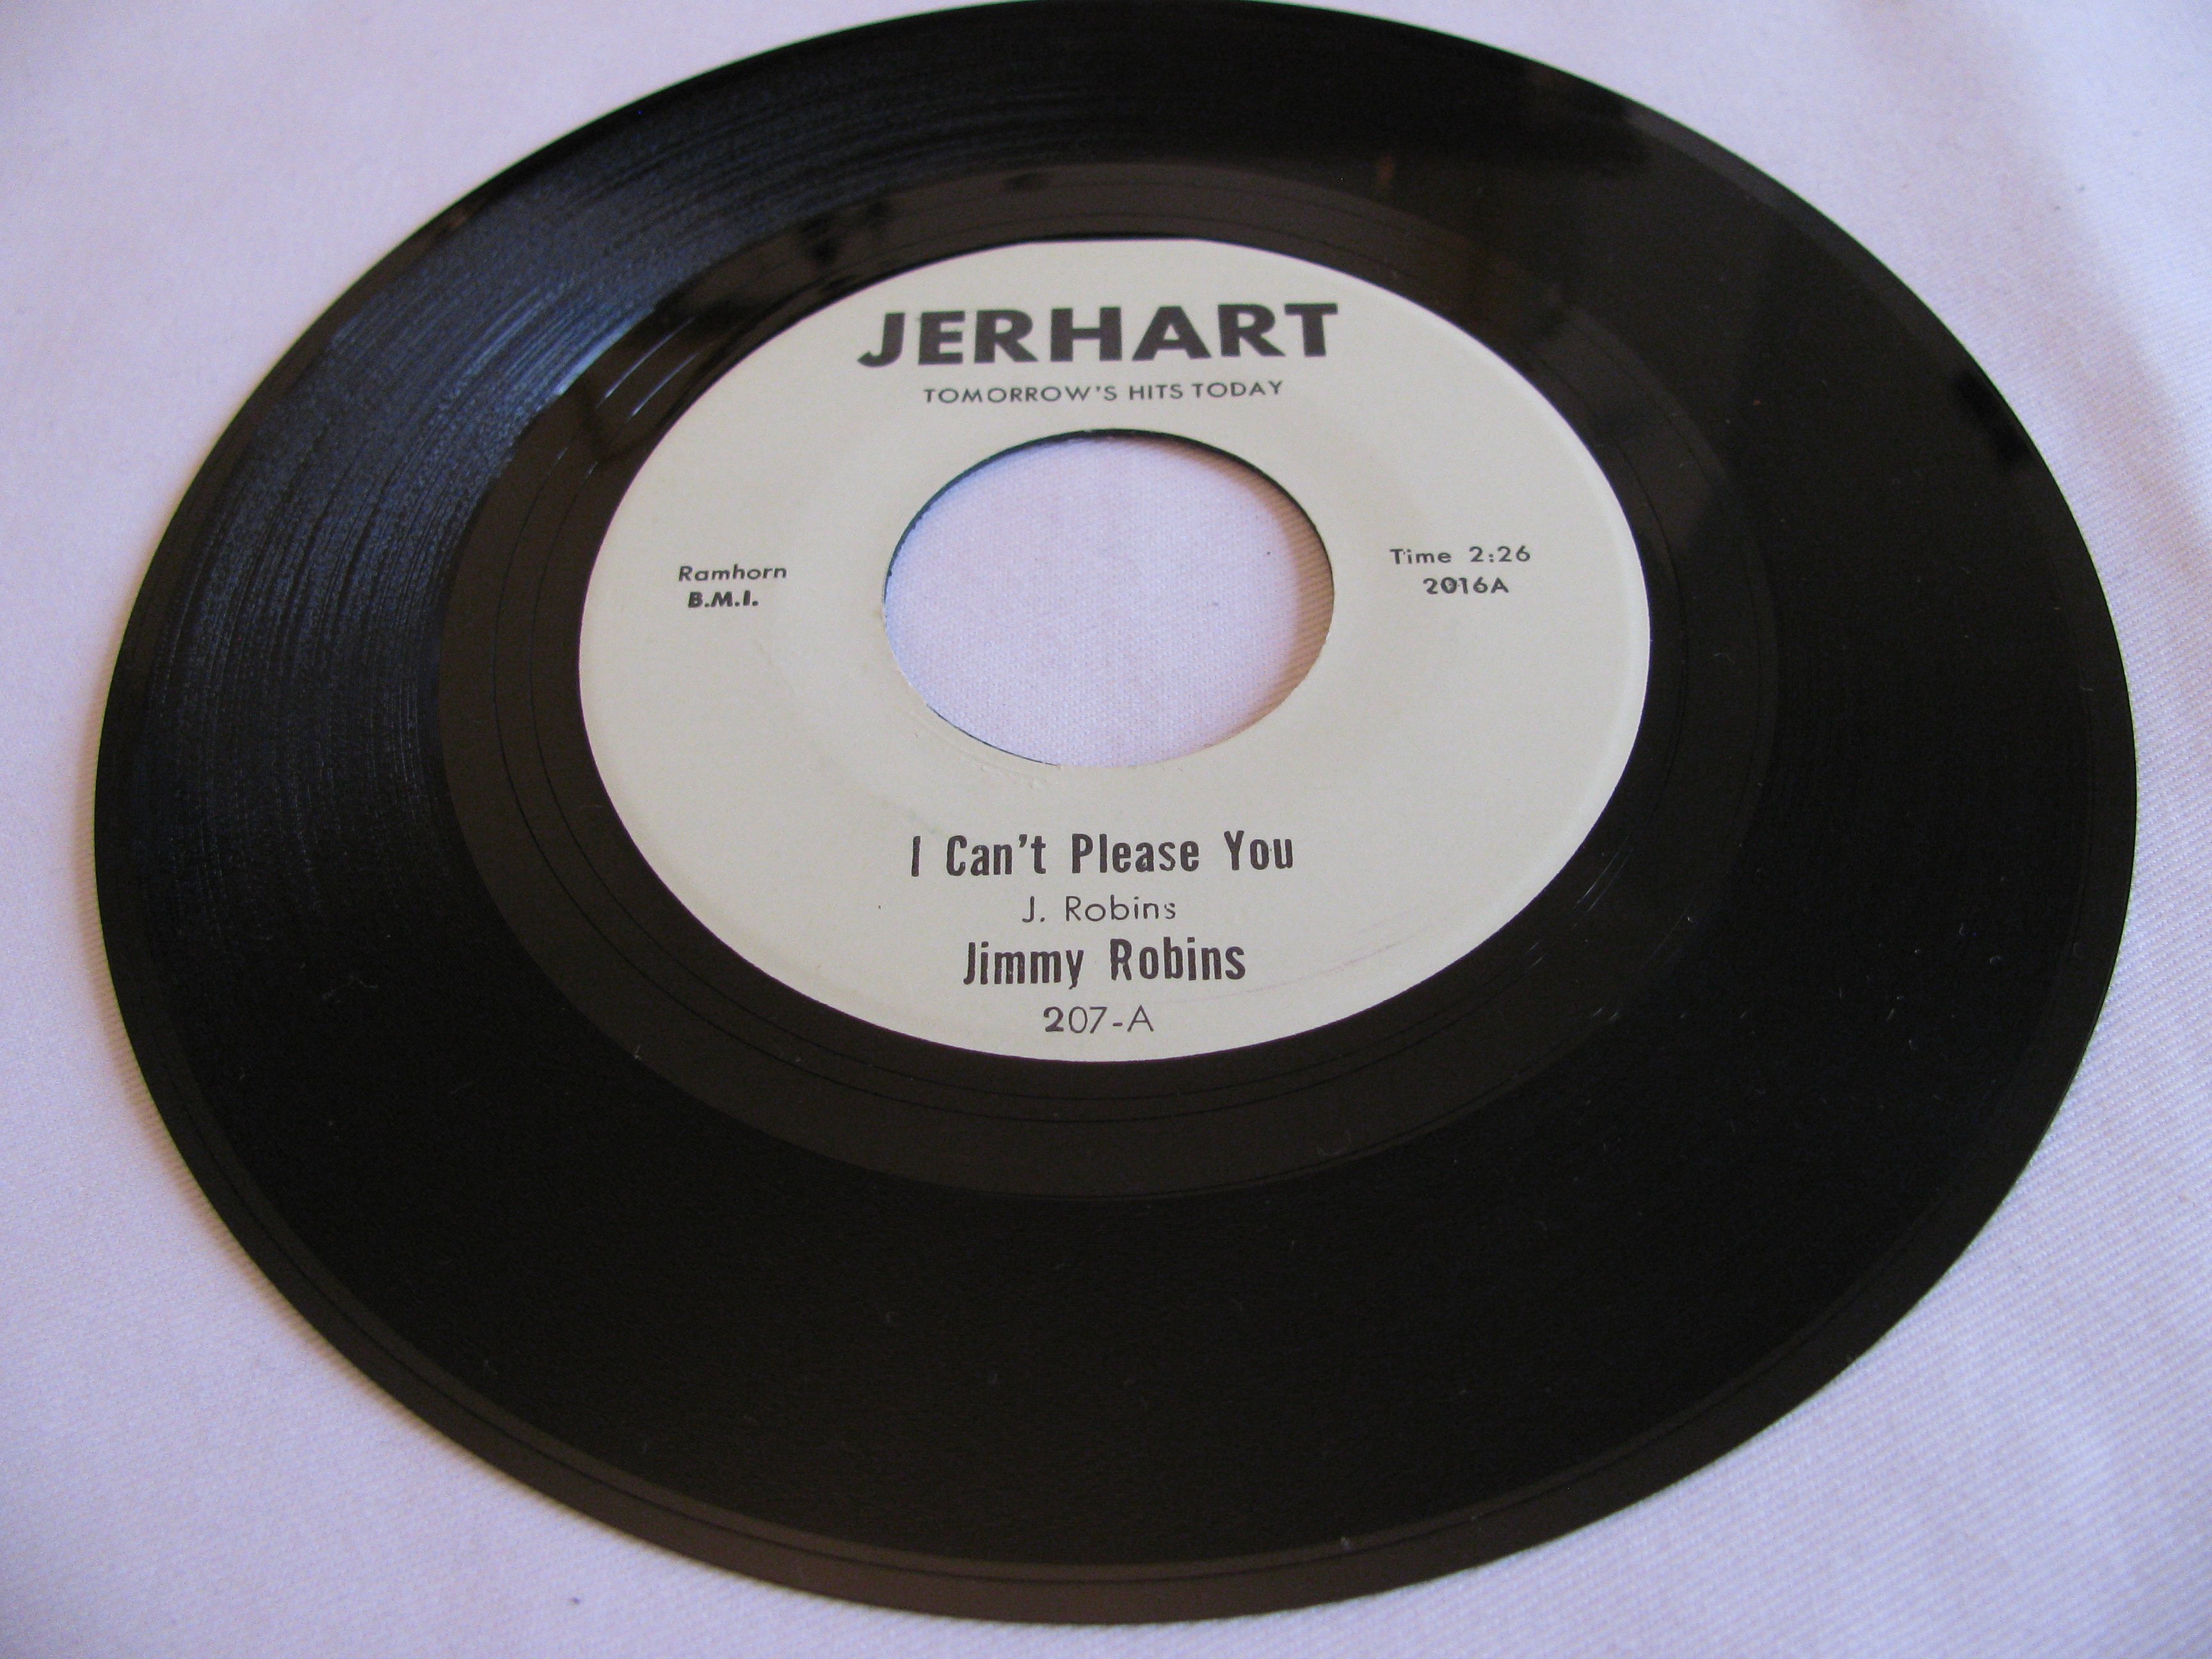 JERHART
TOMORROW'S HITS TODAY
Ramhorn
B.M.I.
Time 2:26
2016A
I Can't Please You
J. Robins
Jimmy Robins
207-A